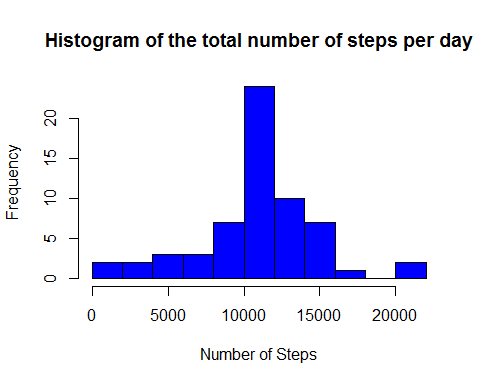 Histogram of the total number of steps per day
Frequency
20
15
10
5
0
0 5000 10000 15000 20000
Number of Steps